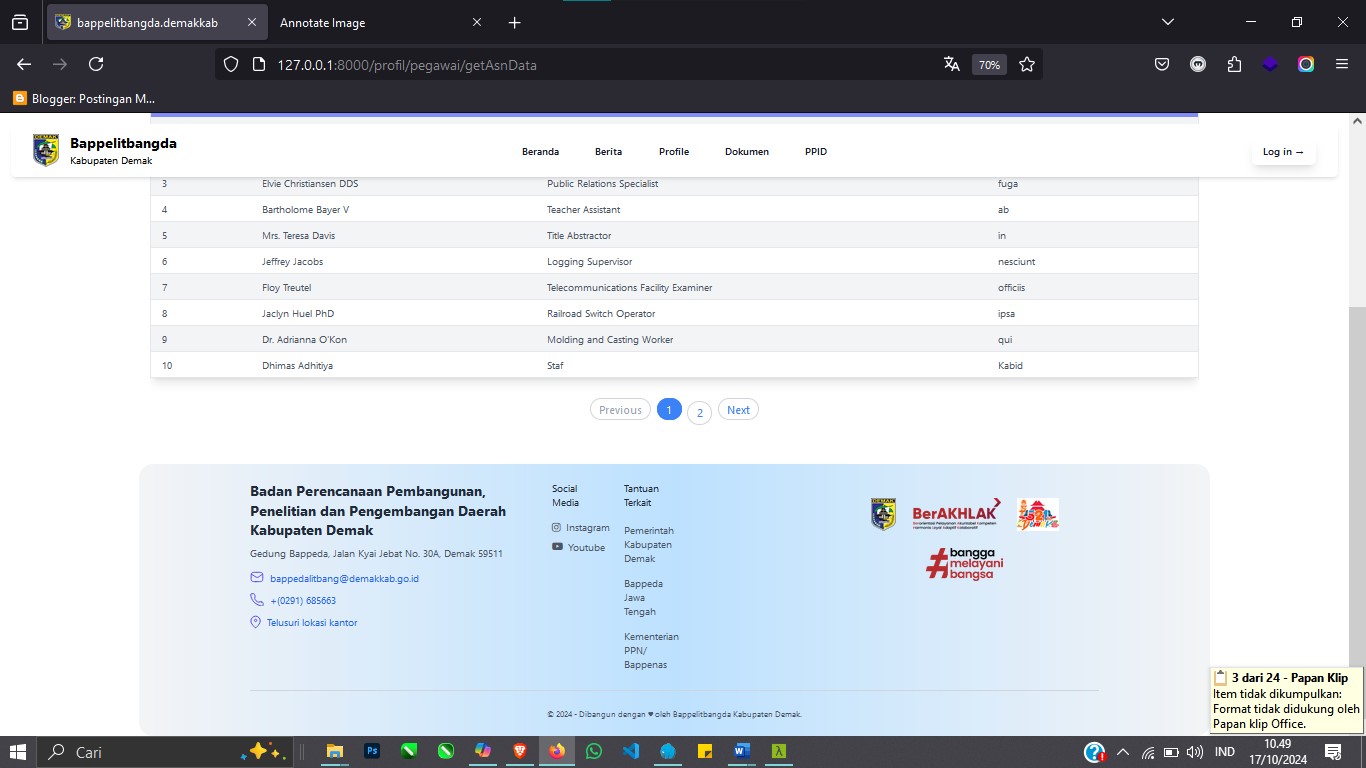 bappelitbangda.demakkab
Annotate Image
127.0.0.1:8000/profil/pegawai/getAsnData
70%
Blogger: Postingan M...
DEMAK
Bappelitbangda
Kabupaten Demak
Beranda Berita Profile Dokumen PPID
Log in →
3 Elvie Christiansen DDS Public Relations Specialist fuga
4 Bartholome Bayer V Teacher Assistant ab
5 Mrs. Teresa Davis Title Abstractor in
6 Jeffrey Jacobs Logging Supervisor nesciunt
7 Floy Treutel Telecommunications Facility Examiner officiis
8 Jaclyn Huel PhD Railroad Switch Operator ipsa
9 Dr. Adrianna O'Kon Molding and Casting Worker qui
10 Dhimas Adhitiya Staf Kabid
Previous 1 2 Next
Badan Perencanaan Pembangunan,
Penelitian dan Pengembangan Daerah
Kabupaten Demak
Gedung Bappeda, Jalan Kyai Jebat No. 30A, Demak 59511
bappedalitbang@demakkab.go.id
+(0291) 685663
Telusuri lokasi kantor
Social
Media
Instagram
Youtube
Tantuan
Terkait
Pemerintah
Kabupaten
Demak
Bappeda
Jawa
Tengah
Kementerian
PPN/
Bappenas
DEMAK
BerAKHLAK
#bangga
melayani
bangsa
© 2024 - Dibangun dengan ♥ oleh Bappelitbangda Kabupaten Demak.
3 dari 24 - Papan Klip
Item tidak dikumpulkan:
Format tidak didukung oleh
Papan klip Office.
Cari
Ps
W
λ
IND
10.49
17/10/2024